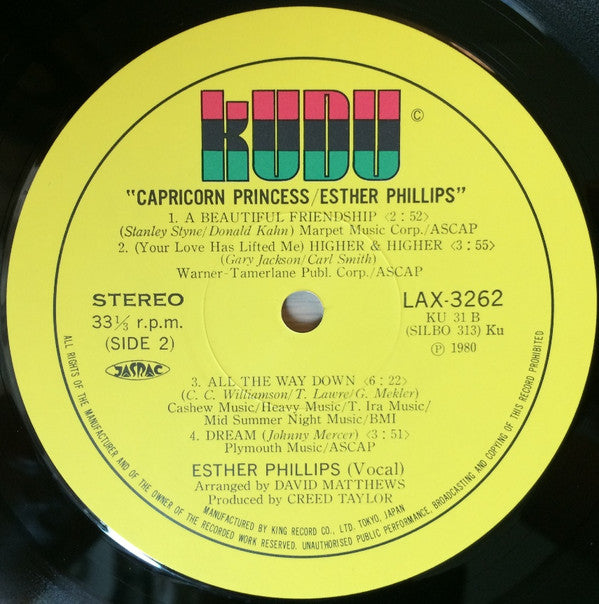 KUDU ©
"CAPRICORN PRINCESS/ESTHER PHILLIPS"
1. A BEAUTIFUL FRIENDSHIP <2:52>
(Stanley Styne/Donald Kahn) Marpet Music Corp./ASCAP
2. (Your Love Has Lifted Me) HIGHER & HIGHER <3:55>
(Gary Jackson/Carl Smith)
Warner-Tamerlane Publ. Corp./ASCAP
STEREO
33 1/3 r.p.m.
(SIDE 2)
JASRAC
LAX-3262
KU 31 B
(SILBO 313) Ku
Ⓟ 1980
3. ALL THE WAY DOWN <6:22>
(C. C. Williamson/T. Lawre/G. Mekler)
Cashew Music/Heavy Music/T. Ira Music/
Mid Summer Night Music/BMI
4. DREAM (Johnny Mercer) <3:51>
Plymouth Music/ASCAP
ESTHER PHILLIPS (Vocal)
Arranged by DAVID MATTHEWS
Produced by CREED TAYLOR
MANUFACTURED BY KING RECORD CO., LTD. TOKYO, JAPAN
ALL RIGHTS OF THE MANUFACTURER AND OF THE OWNER OF THE RECORDED WORK RESERVED. UNAUTHORISED PUBLIC PERFORMANCE, BROADCASTING AND COPYING OF THIS RECORD PROHIBITED